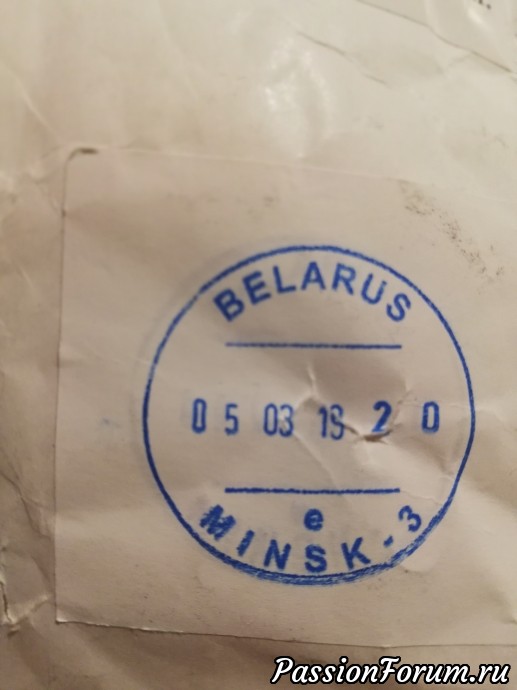 BELARUS
05 03 19 20
e
MINSK-3
PassionForum.ru